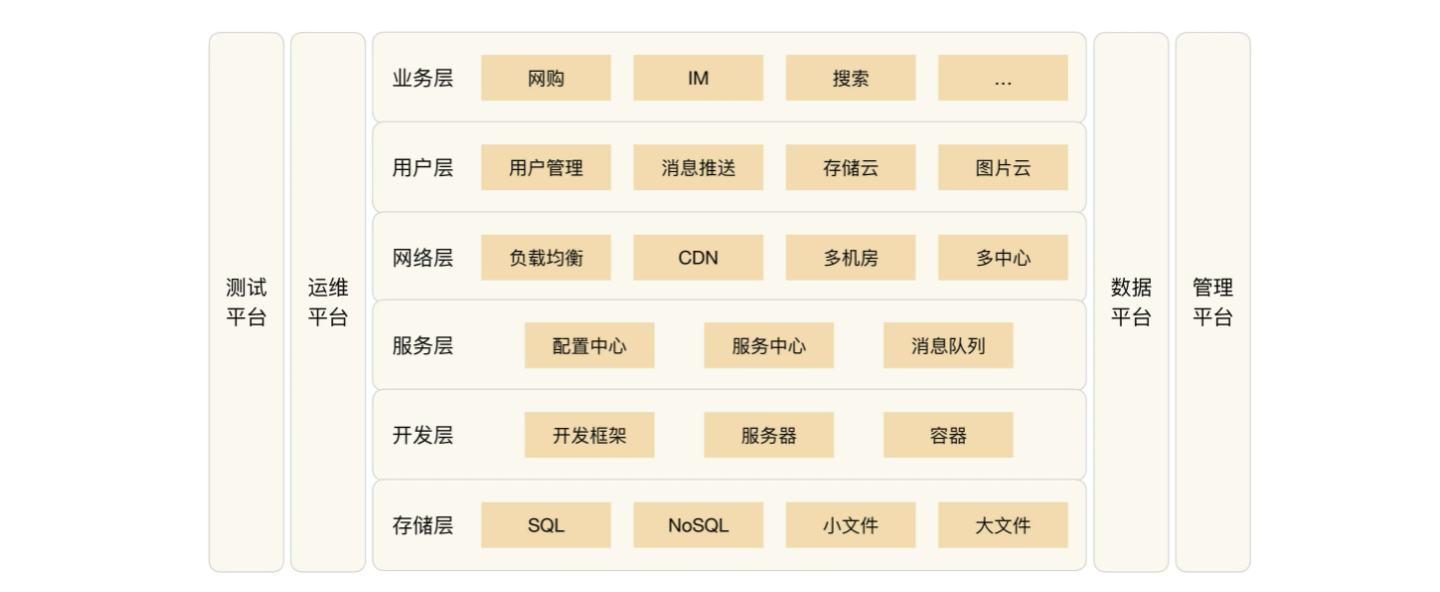 测试
平台
运维
平台
业务层 网购 IM 搜索 ...
用户层 用户管理 消息推送 存储云 图片云
网络层 负载均衡 CDN 多机房 多中心
服务层 配置中心 服务中心 消息队列
开发层 开发框架 服务器 容器
存储层 SQL NoSQL 小文件 大文件
数据
平台
管理
平台